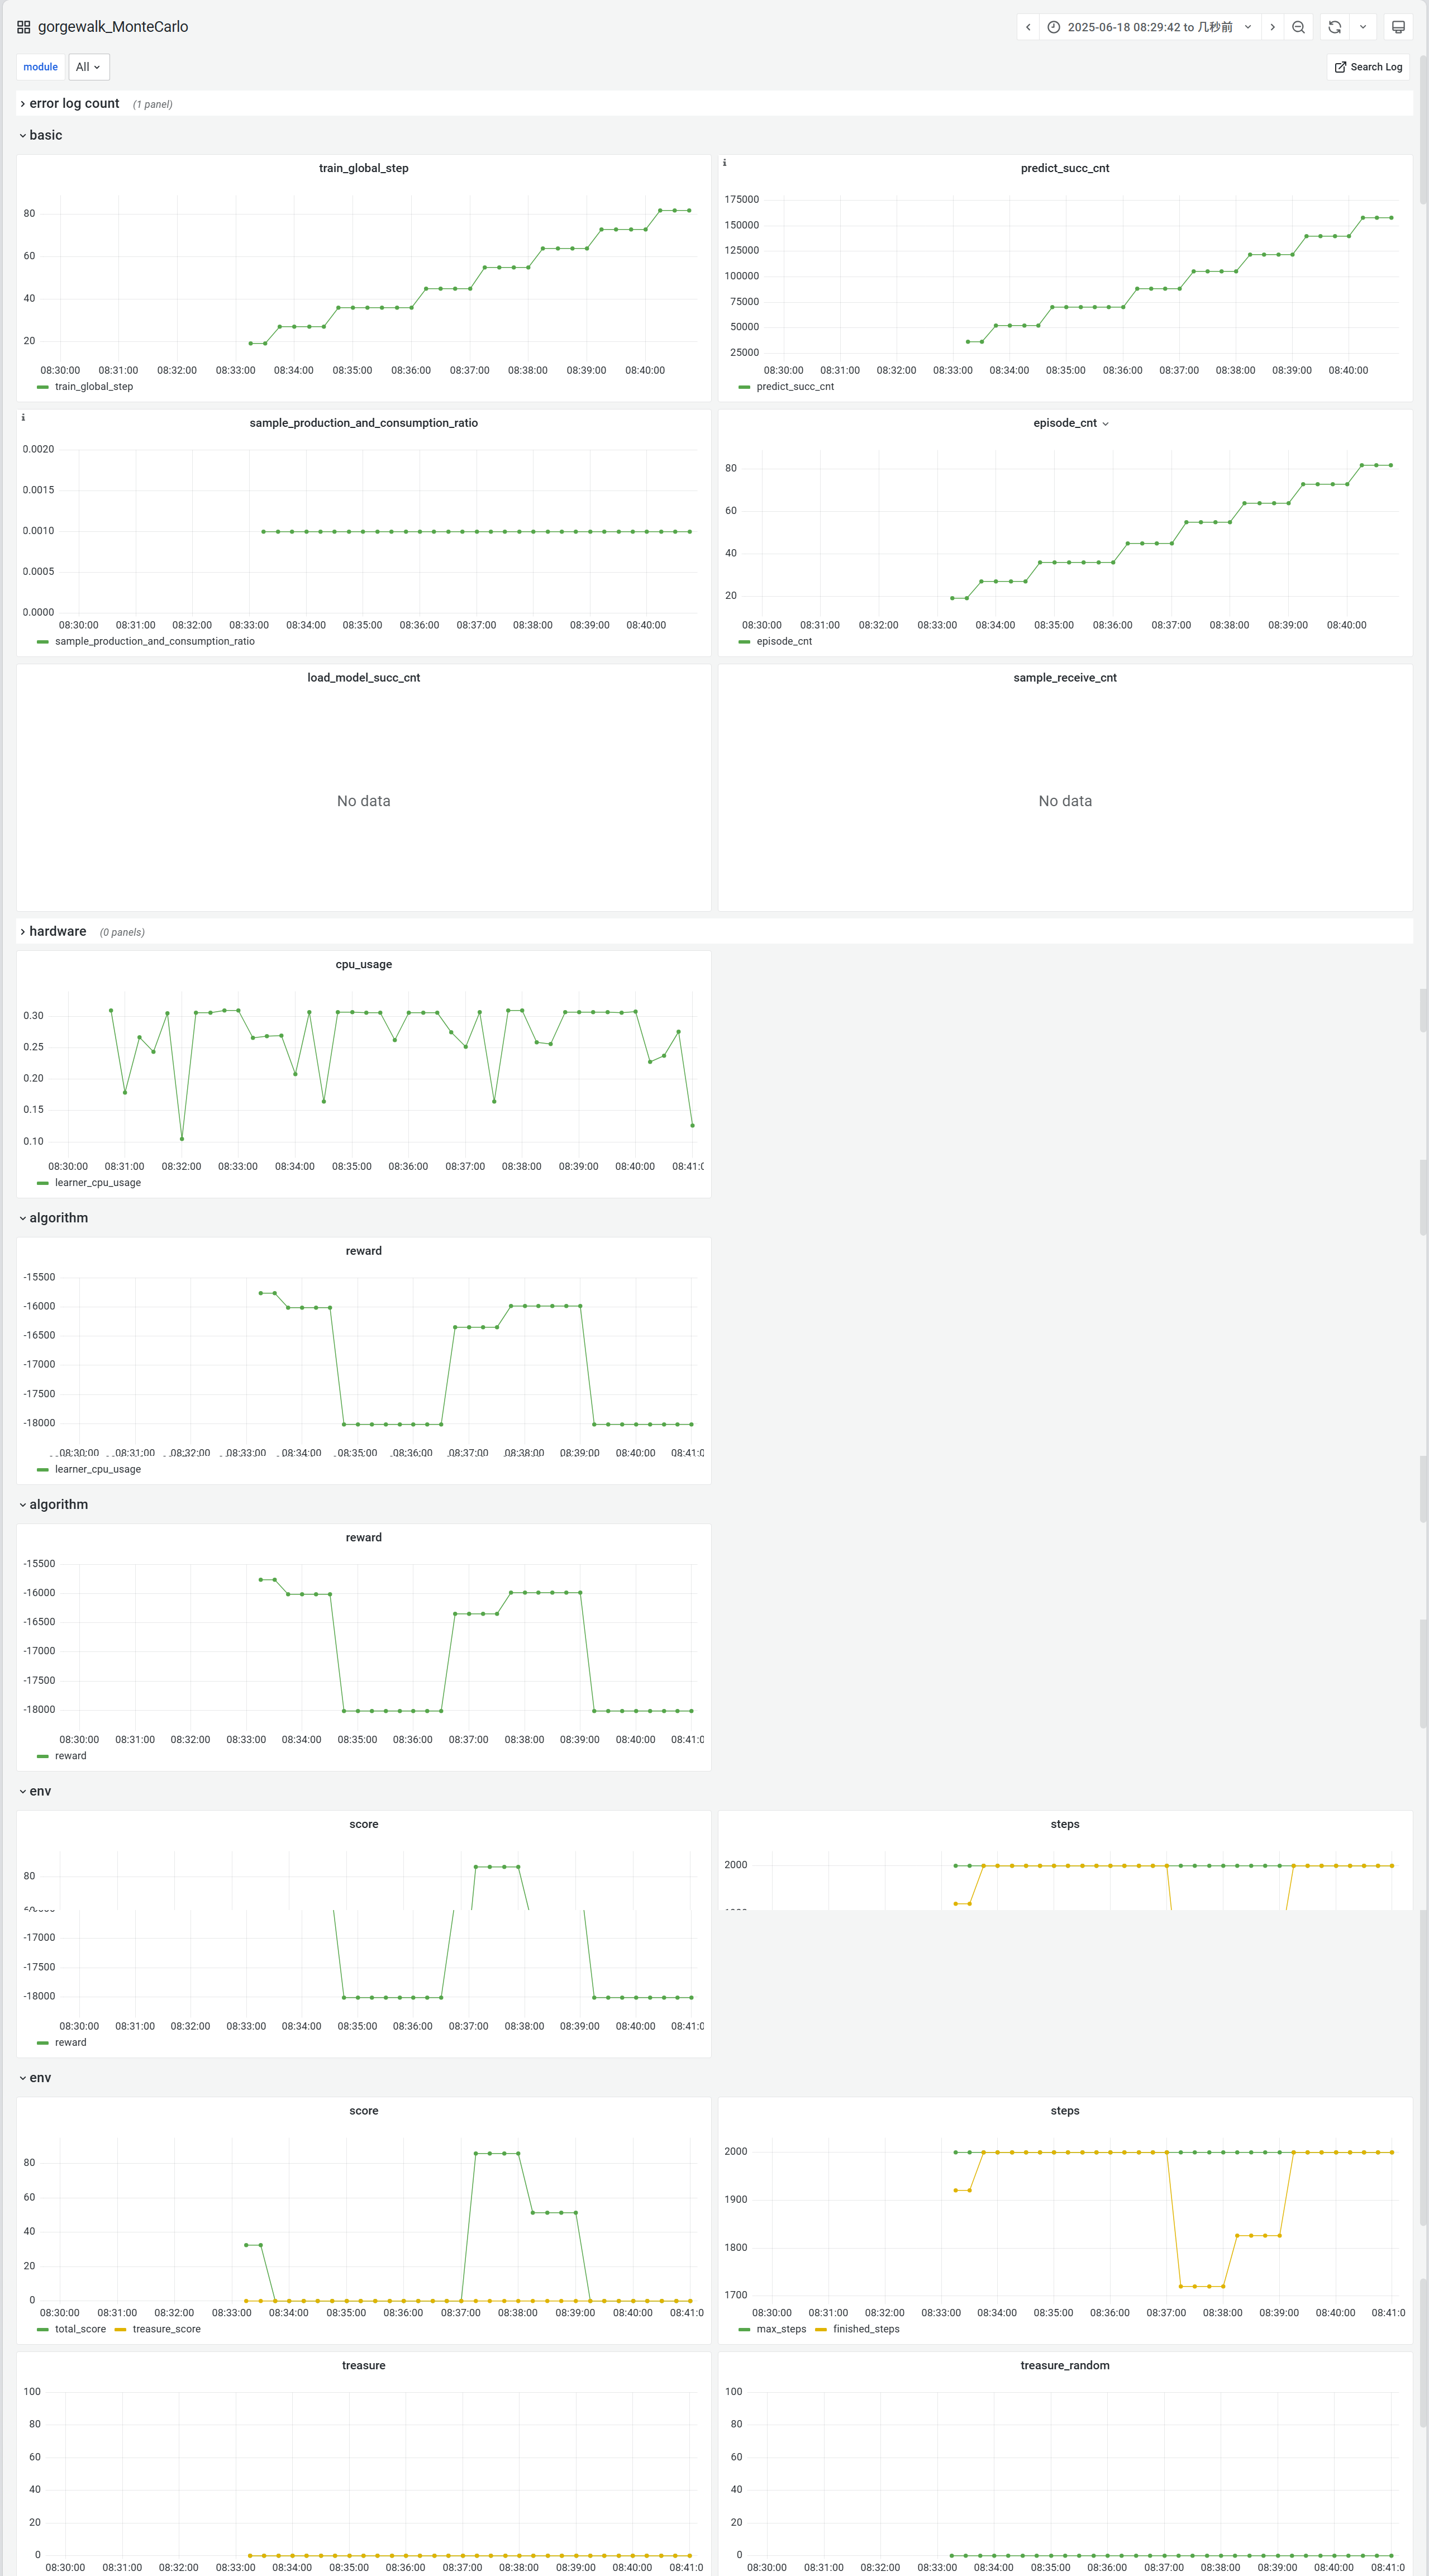 gorgewalk_MonteCarlo
2025-06-18 08:29:42 to 几秒前
module All
Search Log
error log count (1 panel)
basic
train_global_step
80
60
40
20
08:30:00 08:31:00 08:32:00 08:33:00 08:34:00 08:35:00 08:36:00 08:37:00 08:38:00 08:39:00 08:40:00
train_global_step
i
predict_succ_cnt
175000
150000
125000
100000
75000
50000
25000
08:30:00 08:31:00 08:32:00 08:33:00 08:34:00 08:35:00 08:36:00 08:37:00 08:38:00 08:39:00 08:40:00
predict_succ_cnt
i
sample_production_and_consumption_ratio
0.0020
0.0015
0.0010
0.0005
0.0000
08:30:00 08:31:00 08:32:00 08:33:00 08:34:00 08:35:00 08:36:00 08:37:00 08:38:00 08:39:00 08:40:00
sample_production_and_consumption_ratio
episode_cnt
80
60
40
20
08:30:00 08:31:00 08:32:00 08:33:00 08:34:00 08:35:00 08:36:00 08:37:00 08:38:00 08:39:00 08:40:00
episode_cnt
load_model_succ_cnt
No data
sample_receive_cnt
No data
hardware (0 panels)
cpu_usage
0.30
0.25
0.20
0.15
0.10
08:30:00 08:31:00 08:32:00 08:33:00 08:34:00 08:35:00 08:36:00 08:37:00 08:38:00 08:39:00 08:40:00 08:41:0
learner_cpu_usage
algorithm
reward
-15500
-16000
-16500
-17000
-17500
-18000
08:30:00 08:31:00 08:32:00 08:33:00 08:34:00 08:35:00 08:36:00 08:37:00 08:38:00 08:39:00 08:40:00 08:41:0
learner_cpu_usage
algorithm
reward
-15500
-16000
-16500
-17000
-17500
-18000
08:30:00 08:31:00 08:32:00 08:33:00 08:34:00 08:35:00 08:36:00 08:37:00 08:38:00 08:39:00 08:40:00 08:41:0
reward
env
score
80
steps
2000
-17000
-17500
-18000
08:30:00 08:31:00 08:32:00 08:33:00 08:34:00 08:35:00 08:36:00 08:37:00 08:38:00 08:39:00 08:40:00 08:41:0
reward
env
score
80
60
40
20
0
08:30:00 08:31:00 08:32:00 08:33:00 08:34:00 08:35:00 08:36:00 08:37:00 08:38:00 08:39:00 08:40:00 08:41:0
total_score treasure_score
steps
2000
1900
1800
1700
08:30:00 08:31:00 08:32:00 08:33:00 08:34:00 08:35:00 08:36:00 08:37:00 08:38:00 08:39:00 08:40:00 08:41:0
max_steps finished_steps
treasure
100
80
60
40
20
0
08:30:00 08:31:00 08:32:00 08:33:00 08:34:00 08:35:00 08:36:00 08:37:00 08:38:00 08:39:00 08:40:00 08:41:0
treasure_random
100
80
60
40
20
0
08:30:00 08:31:00 08:32:00 08:33:00 08:34:00 08:35:00 08:36:00 08:37:00 08:38:00 08:39:00 08:40:00 08:41:0